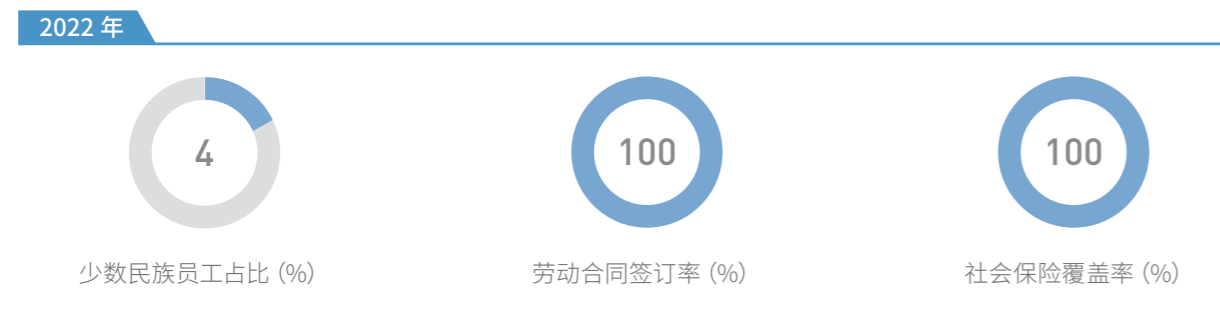 2022 年
4
100
100
少数民族员工占比 (%)
劳动合同签订率 (%)
社会保险覆盖率 (%)